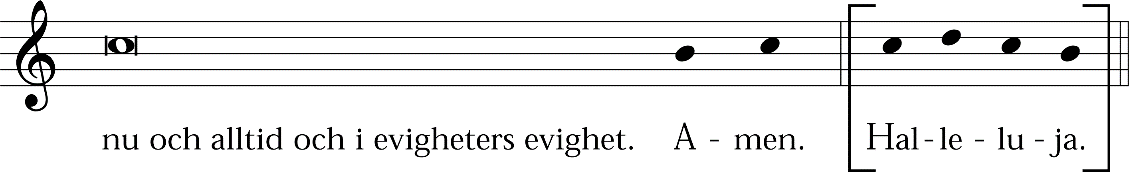 nu och alltid och i evigheters evighet. A - men. Hal - le - lu - ja.